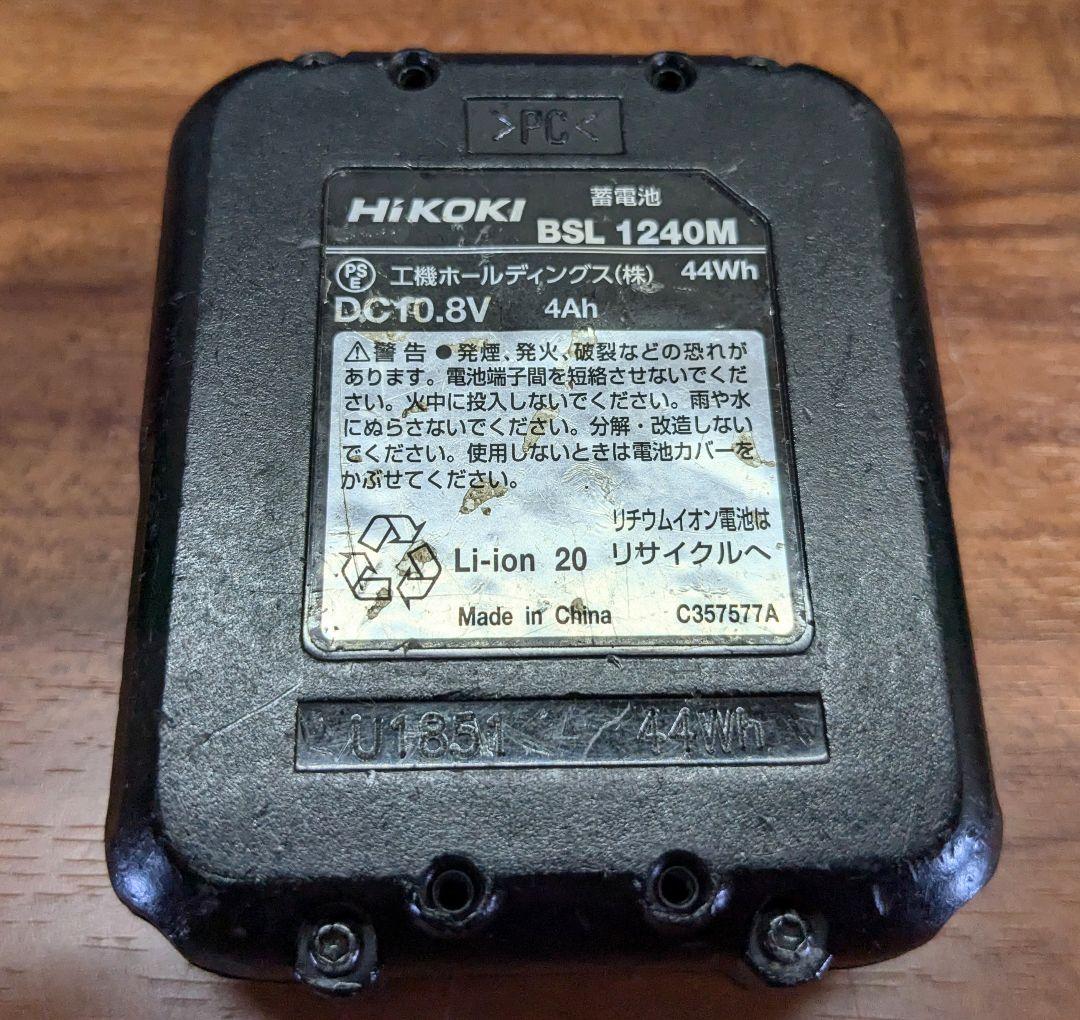 >PC<
HiKOKI 蓄電池
BSL 1240M
PSE 工機ホールディングス(株) 44Wh
DC10.8V 4Ah
⚠警告 ●発煙、発火、破裂などの恐れが
あります。電池端子間を短絡させないでくだ
さい。火中に投入しないでください。雨や水
にぬらさないでください。分解・改造しない
でください。使用しないときは電池カバーを
かぶせてください。
リチウムイオン電池は
Li-ion 20 リサイクルへ
Made in China C357577A
U1851 44Wh